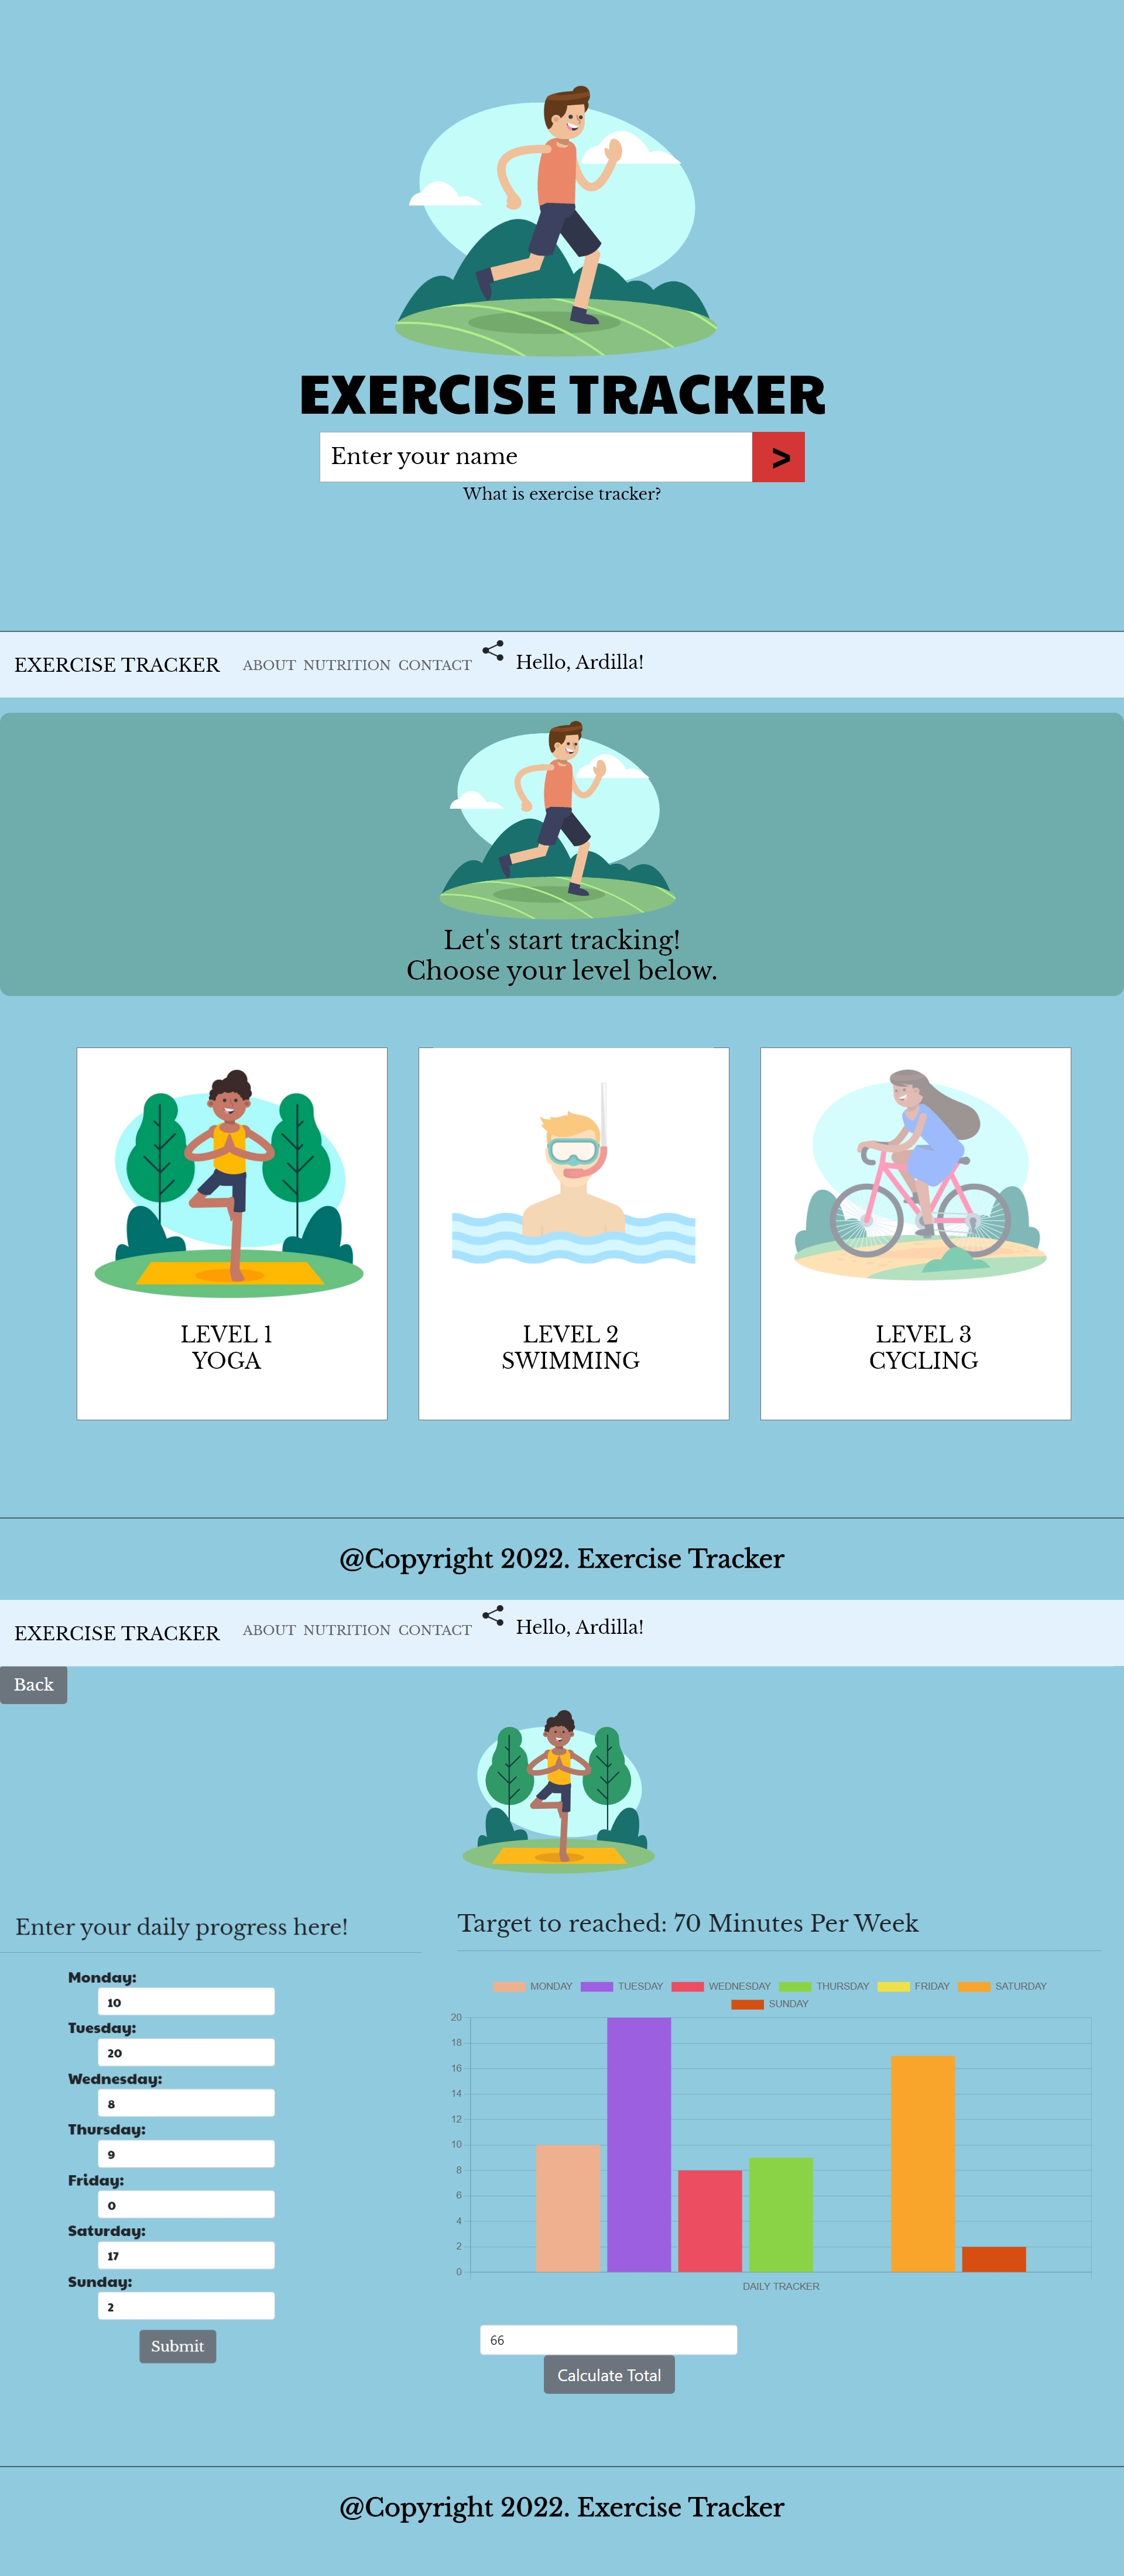 EXERCISE TRACKER
Enter your name
>
What is exercise tracker?
EXERCISE TRACKER ABOUT NUTRITION CONTACT Hello, Ardilla!
Let's start tracking!
Choose your level below.
LEVEL 1
YOGA
LEVEL 2
SWIMMING
LEVEL 3
CYCLING
@Copyright 2022. Exercise Tracker
EXERCISE TRACKER ABOUT NUTRITION CONTACT Hello, Ardilla!
Back
Enter your daily progress here!
Monday:
10
Tuesday:
20
Wednesday:
8
Thursday:
9
Friday:
0
Saturday:
17
Sunday:
2
Submit
Target to reached: 70 Minutes Per Week
MONDAY TUESDAY WEDNESDAY THURSDAY FRIDAY SATURDAY
SUNDAY
20
18
16
14
12
10
8
6
4
2
0
DAILY TRACKER
66
Calculate Total
@Copyright 2022. Exercise Tracker